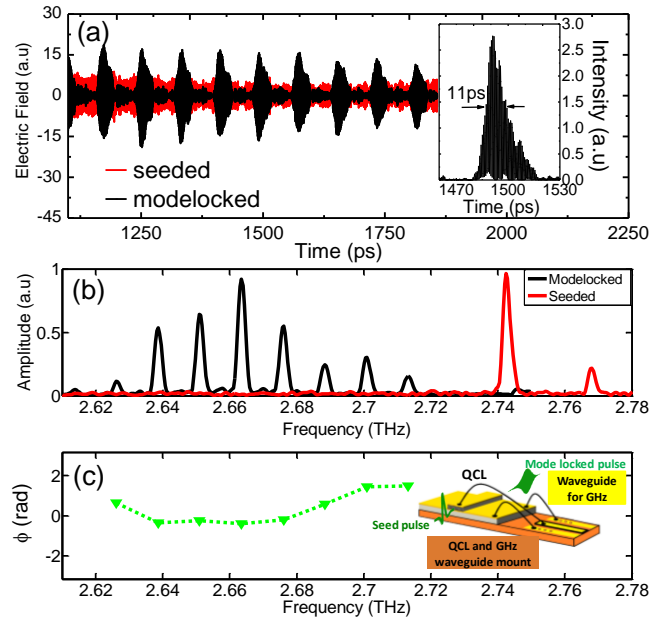 (a)
Electric Field (a.u)
30
15
0
-15
-30
-45
seeded
modelocked
1250
1500
1750
2000
2250
Time (ps)
11ps
3.0
2.5
2.0
1.5
1.0
0.5
0.0
Intensity (a.u)
1470
1500
1530
Time (ps)
(b)
Amplitude (a.u)
1
0.5
0
Modelocked
Seeded
2.62
2.64
2.66
2.68
2.7
2.72
2.74
2.76
2.78
Frequency (THz)
(c)
ϕ (rad)
2
0
-2
QCL
Mode locked pulse
Waveguide
for GHz
Seed pulse
QCL and GHz
waveguide mount
2.62
2.64
2.66
2.68
2.7
2.72
2.74
2.76
2.78
Frequency (THz)